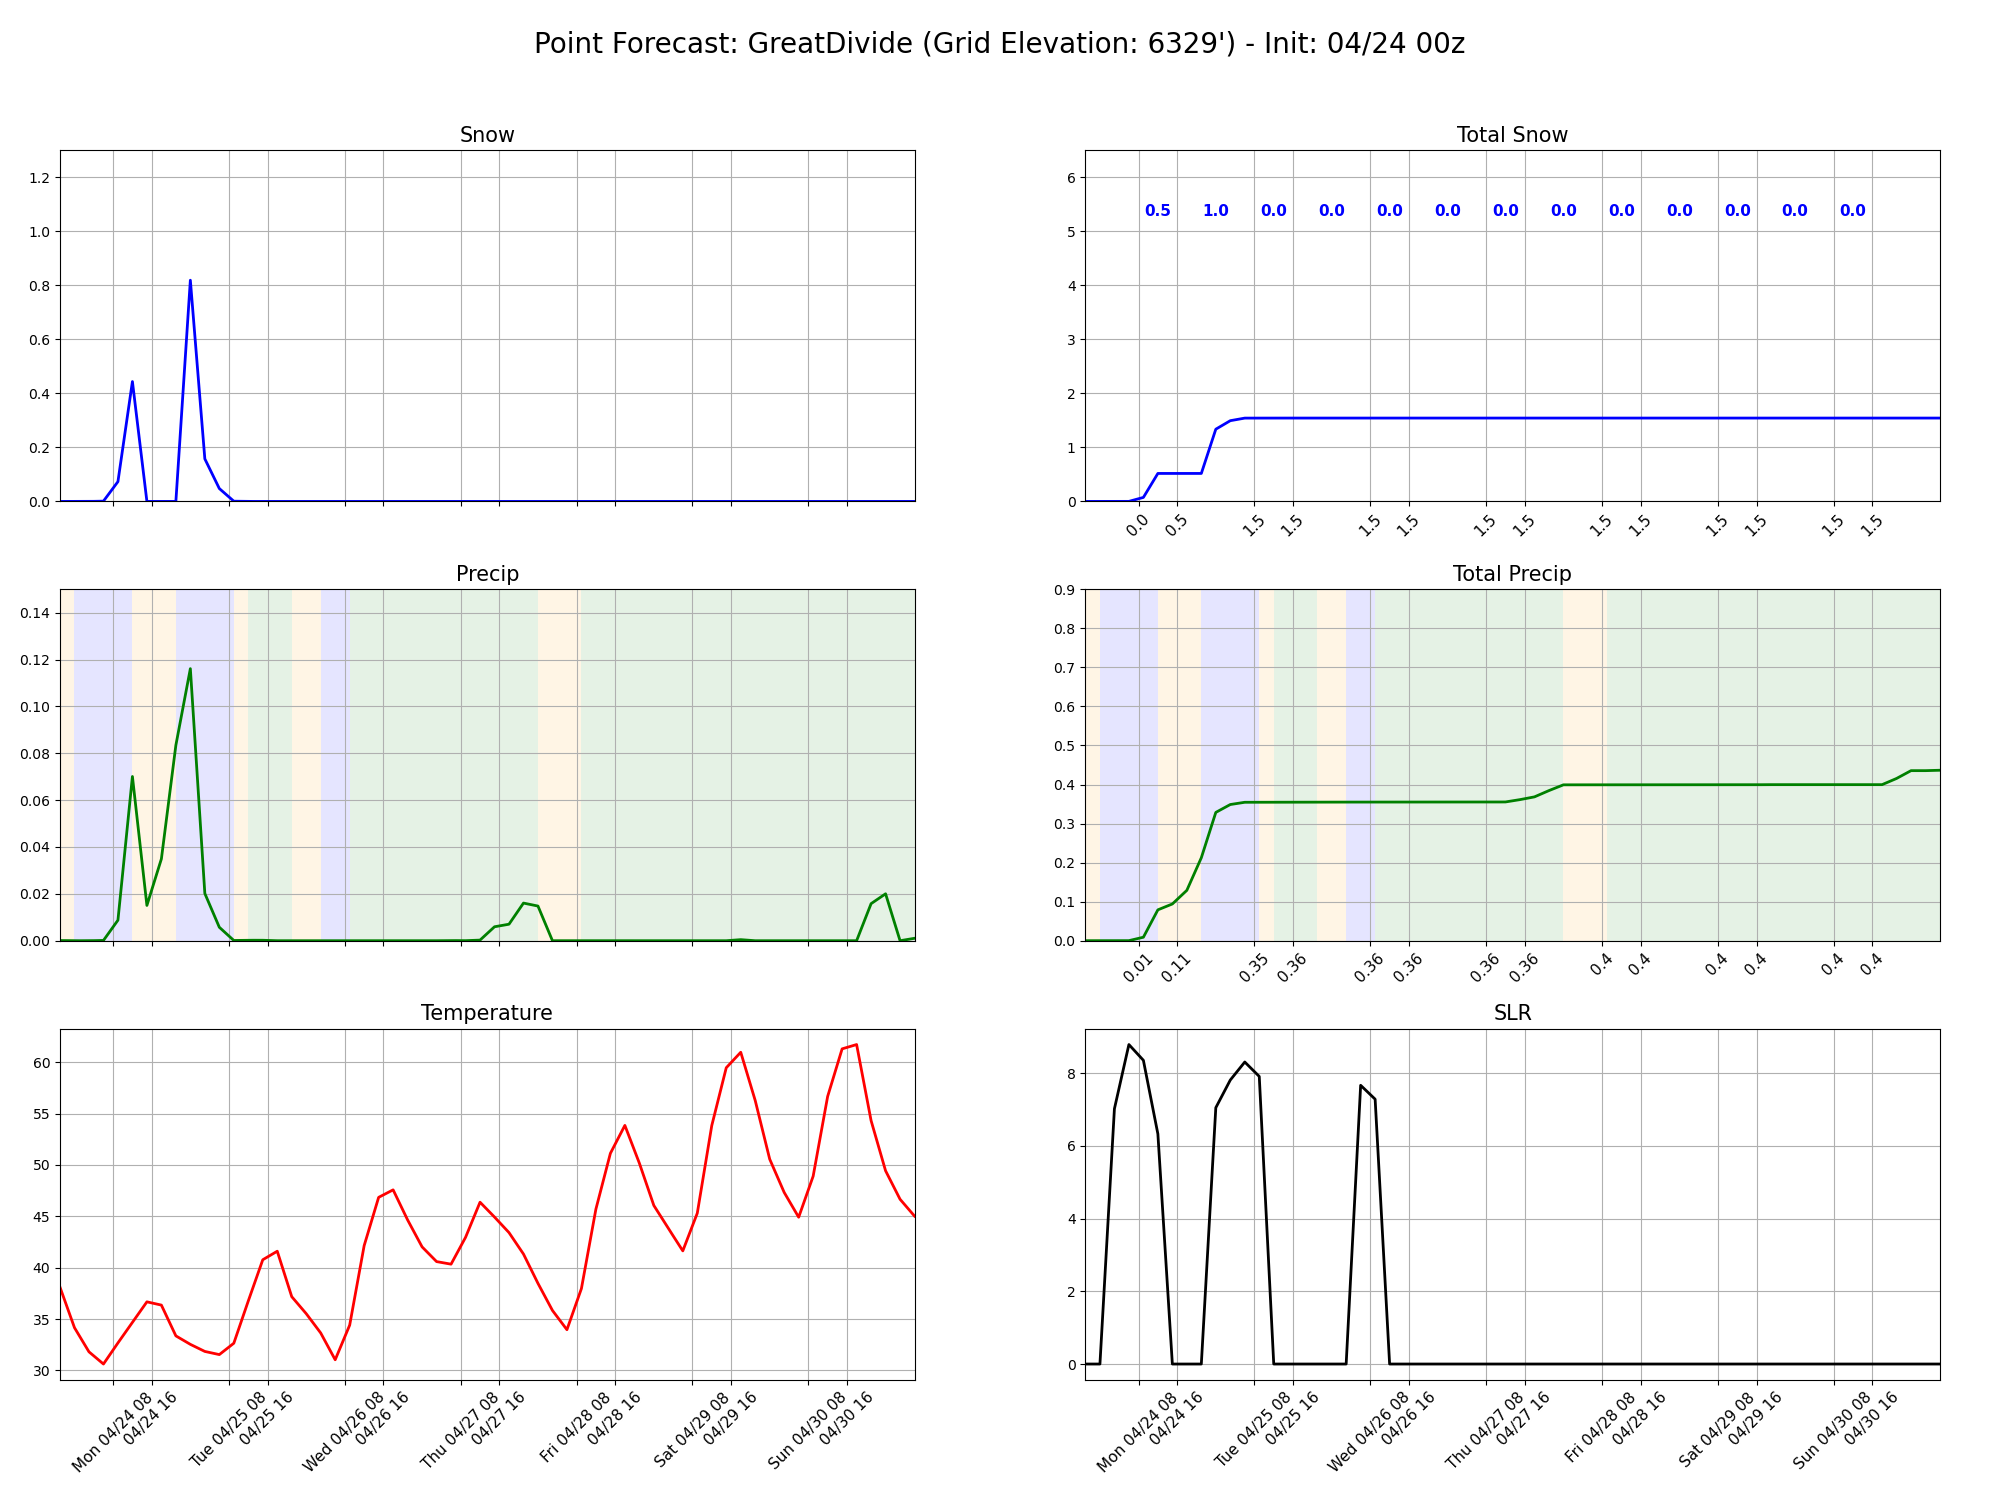 Point Forecast: GreatDivide (Grid Elevation: 6329') - Init: 04/24 00z
Snow
1.2
1.0
0.8
0.6
0.4
0.2
0.0
Total Snow
6
5
4
3
2
1
0
0.5 1.0 0.0 0.0 0.0 0.0 0.0 0.0 0.0 0.0 0.0 0.0 0.0
0.0 0.5 1.5 1.5 1.5 1.5 1.5 1.5 1.5 1.5 1.5 1.5 1.5 1.5
Precip
0.14
0.12
0.10
0.08
0.06
0.04
0.02
0.00
Total Precip
0.9
0.8
0.7
0.6
0.5
0.4
0.3
0.2
0.1
0.0
0.01 0.11 0.35 0.36 0.36 0.36 0.36 0.36 0.4 0.4 0.4 0.4 0.4 0.4
Temperature
60
55
50
45
40
35
30
Mon 04/24 08
04/24 16
Tue 04/25 08
04/25 16
Wed 04/26 08
04/26 16
Thu 04/27 08
04/27 16
Fri 04/28 08
04/28 16
Sat 04/29 08
04/29 16
Sun 04/30 08
04/30 16
SLR
8
6
4
2
0
Mon 04/24 08
04/24 16
Tue 04/25 08
04/25 16
Wed 04/26 08
04/26 16
Thu 04/27 08
04/27 16
Fri 04/28 08
04/28 16
Sat 04/29 08
04/29 16
Sun 04/30 08
04/30 16